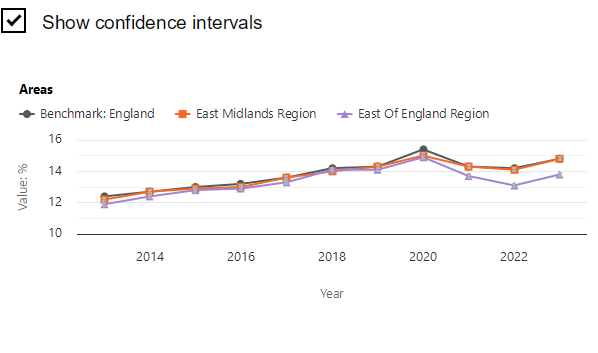 Show confidence intervals
Areas
Benchmark: England East Midlands Region East Of England Region
Value: %
16
14
12
10
2014 2016 2018 2020 2022
Year